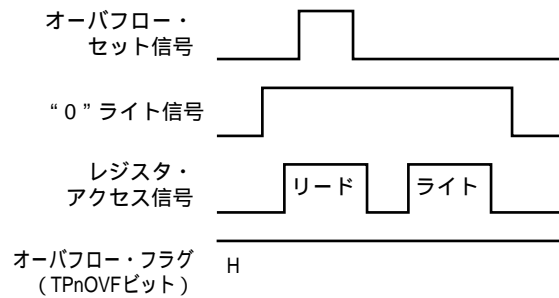 オーバフロー・
セット信号
“０”ライト信号
レジスタ・
アクセス信号
リード
ライト
オーバフロー・フラグ
（TPnOVFビット）
H